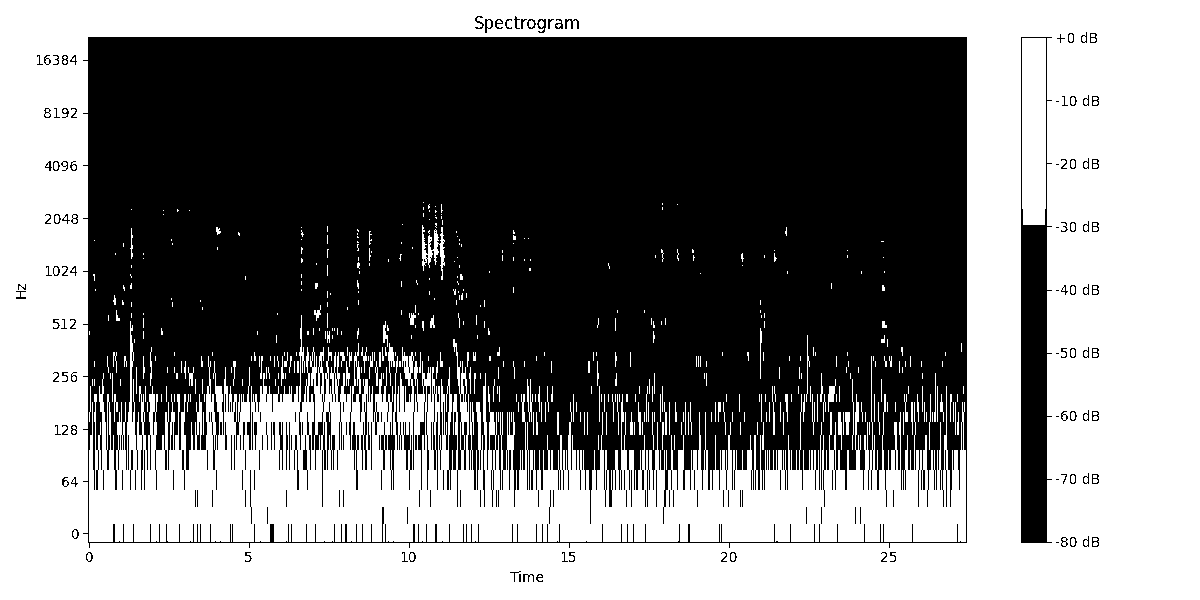 Spectrogram
16384
8192
4096
2048
1024
512
256
128
64
0
Hz
0 5 10 15 20 25
Time
+0 dB
-10 dB
-20 dB
-30 dB
-40 dB
-50 dB
-60 dB
-70 dB
-80 dB